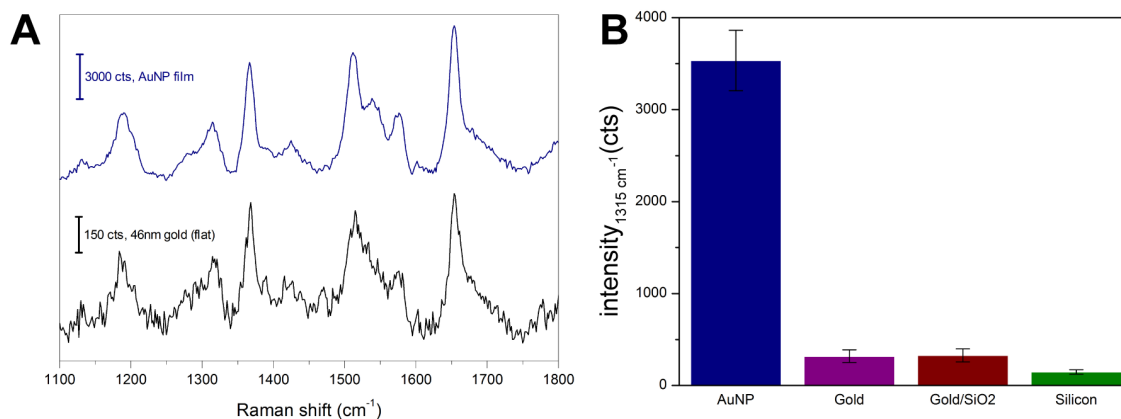 A
3000 cts, AuNP film
150 cts, 46nm gold (flat)
1100 1200 1300 1400 1500 1600 1700 1800
Raman shift (cm⁻¹)
B
intensity₁₃₁₅ cm⁻¹(cts)
4000
3000
2000
1000
0
AuNP Gold Gold/SiO2 Silicon